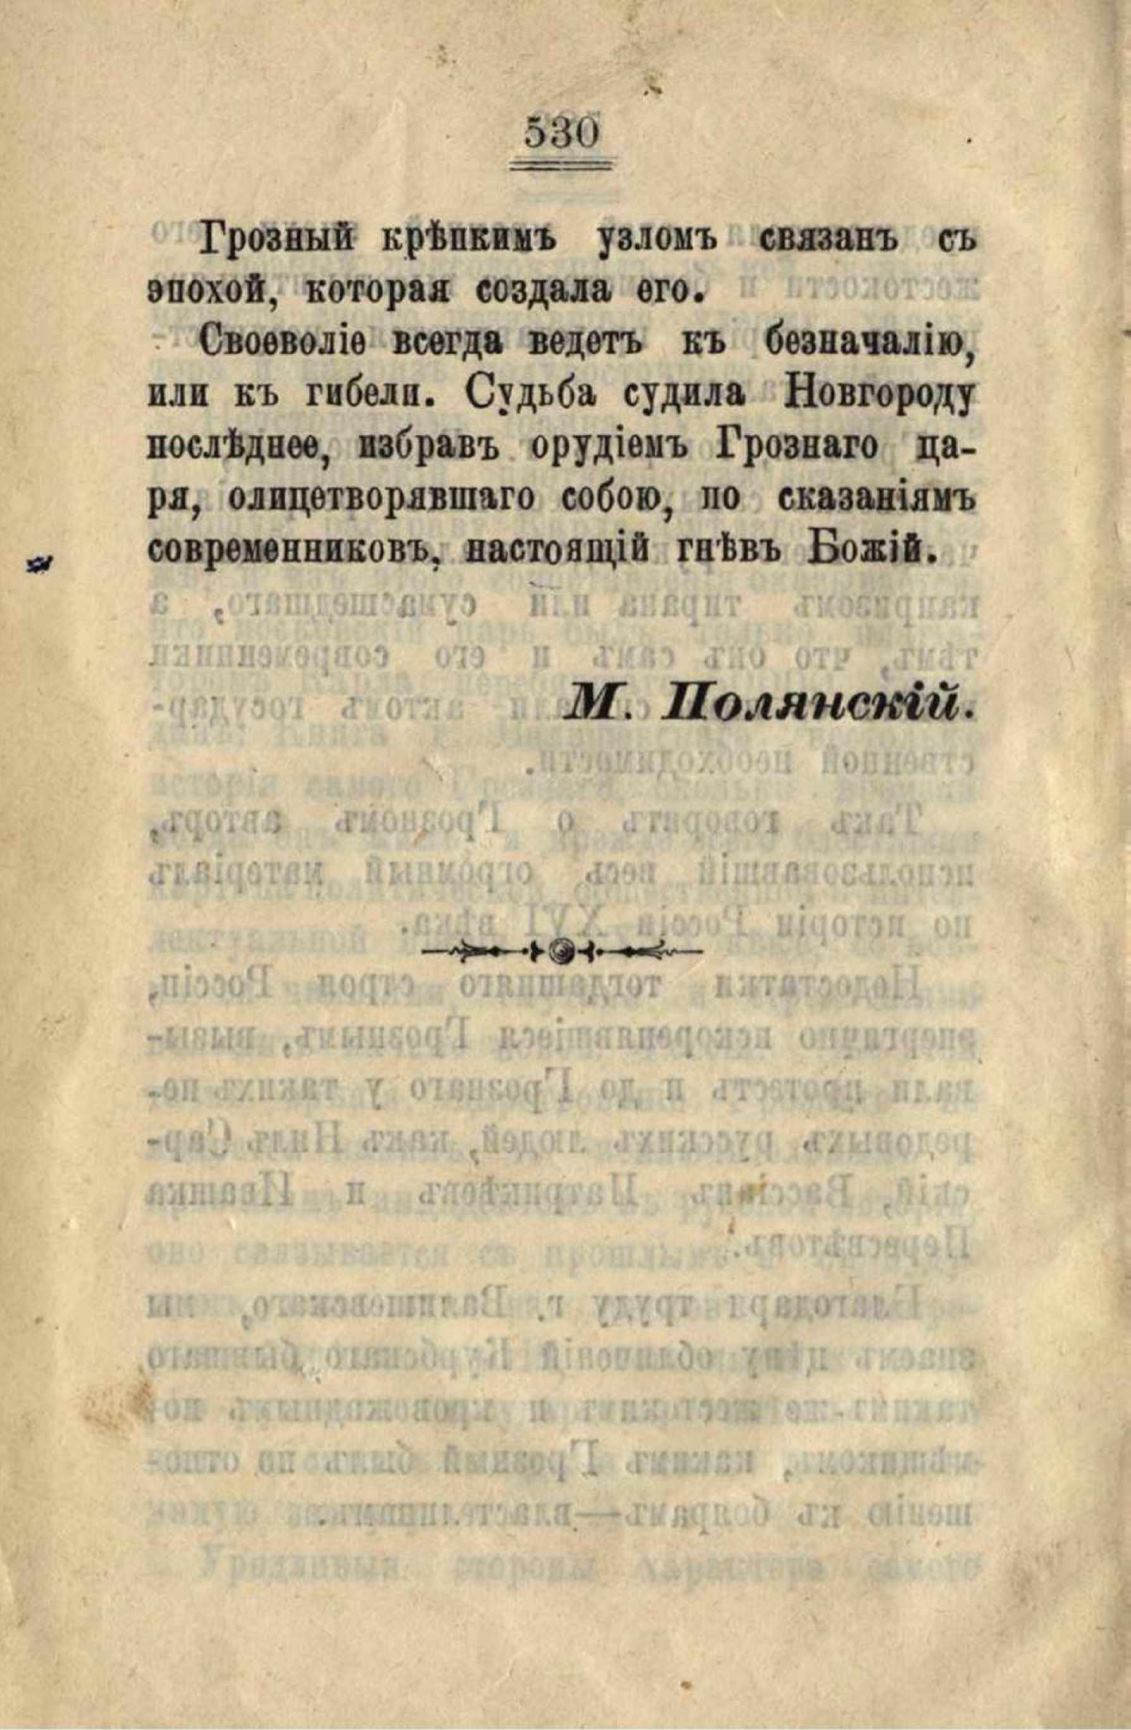 530
Грозный крѣпкимъ узломъ связанъ съ
эпохой, которая создала его.
Своеволіе всегда ведетъ къ безначалію,
или къ гибели. Судьба судила Новгороду
послѣднее, избравъ орудіемъ Грознаго ца-
ря, олицетворявшаго собою, по сказаніямъ
современниковъ, настоящій гнѣвъ Божій.
М. Полянскій.